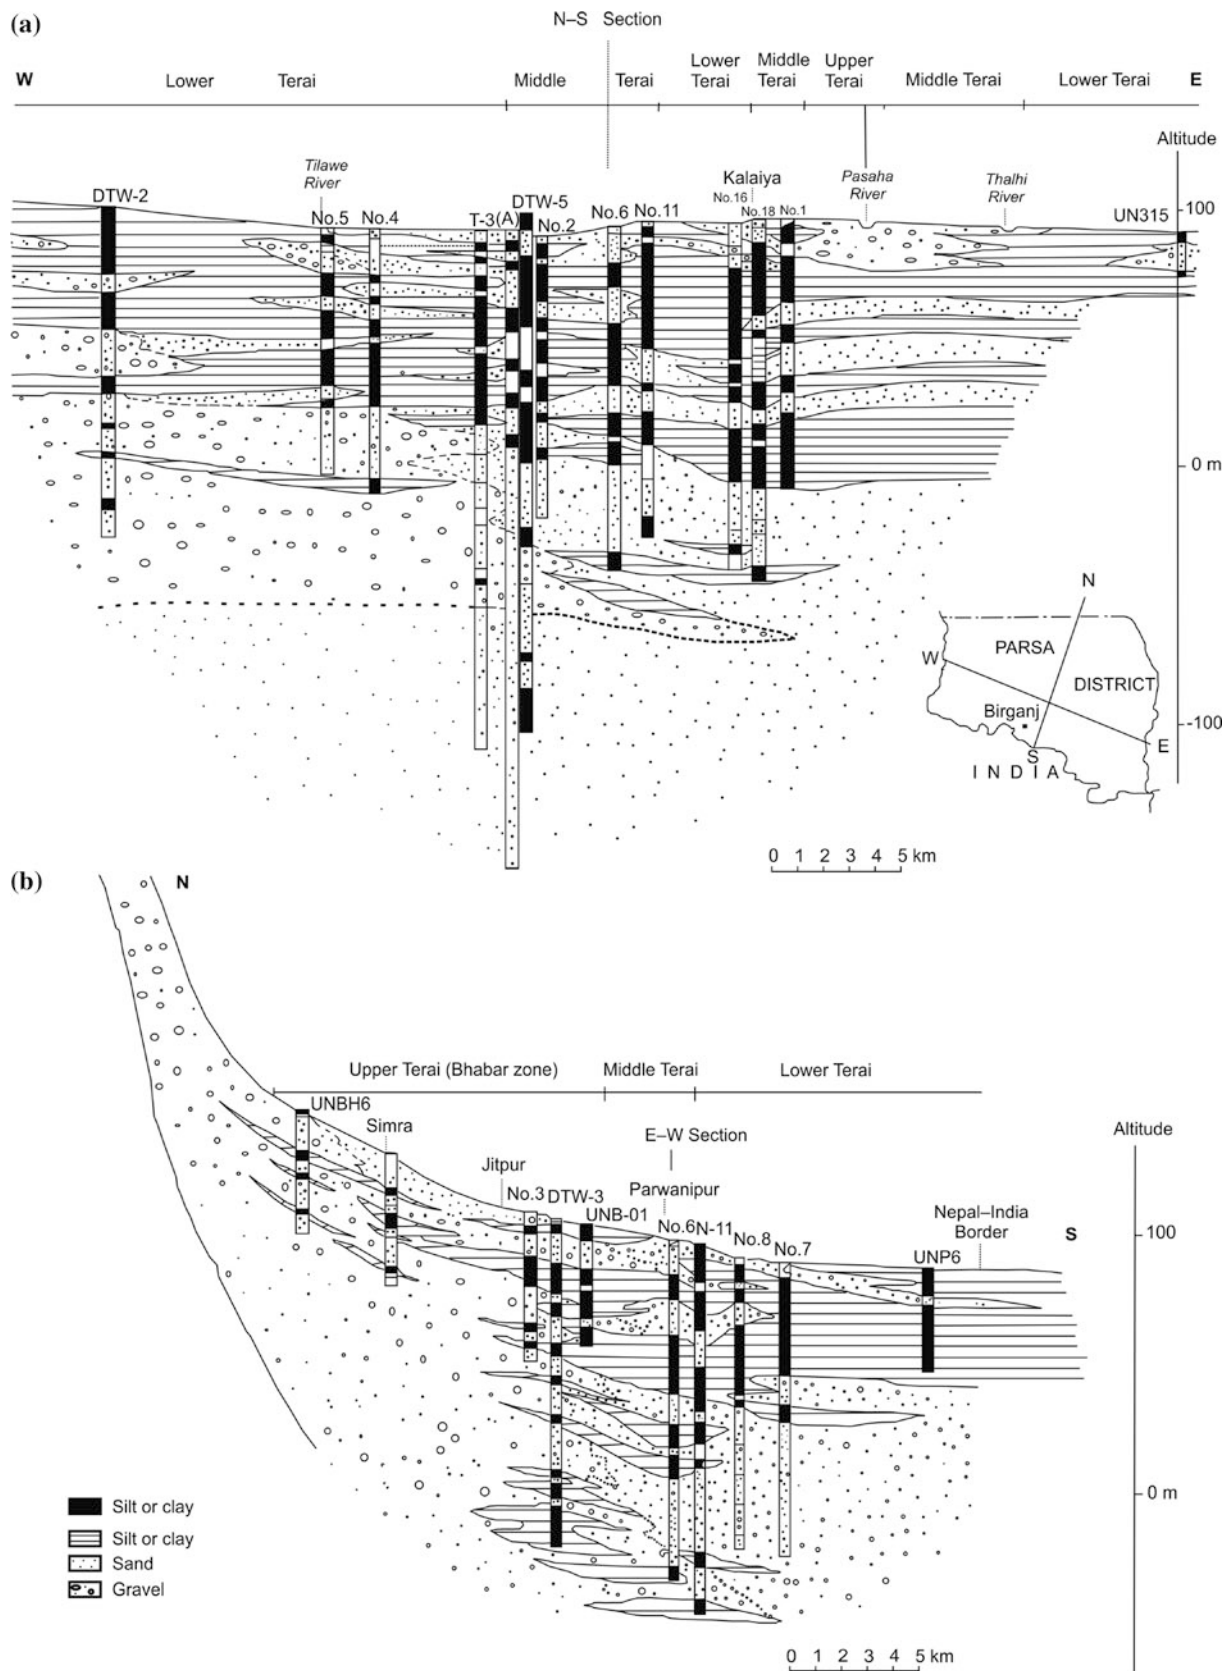 (a)
N–S Section
W
Lower
Terai
Middle
Terai
Lower
Terai
Middle
Terai
Upper
Terai
Middle Terai
Lower Terai
E
Altitude
Tilawe
River
Kalaiya
Pasaha
River
Thalhi
River
DTW-2
No.5
No.4
T-3
(A)
DTW-5
No.2
No.6
No.11
No.16
No.18
No.1
UN315
100
0 m
-100
N
W
PARSA
DISTRICT
Birganj
E
S
INDIA
0 1 2 3 4 5 km
(b)
N
Upper Terai (Bhabar zone)
Middle Terai
Lower Terai
UNBH6
Simra
E–W Section
Altitude
Jitpur
Parwanipur
Nepal–India
Border
S
No.3
DTW-3
UNB-01
No.6
N-11
No.8
No.7
UNP6
100
0 m
Silt or clay
Silt or clay
Sand
Gravel
0 1 2 3 4 5 km